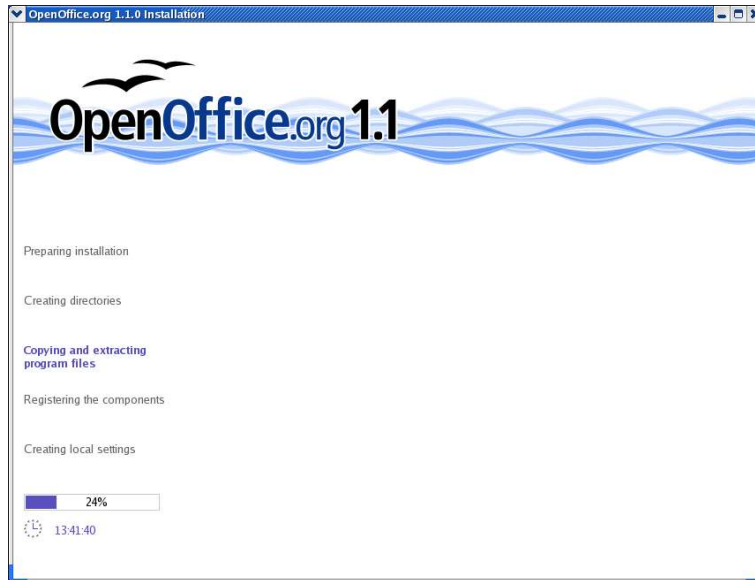 OpenOffice.org 1.1.0 Installation
OpenOffice.org 1.1
Preparing installation
Creating directories
Copying and extracting
program files
Registering the components
Creating local settings
24%
13:41:40